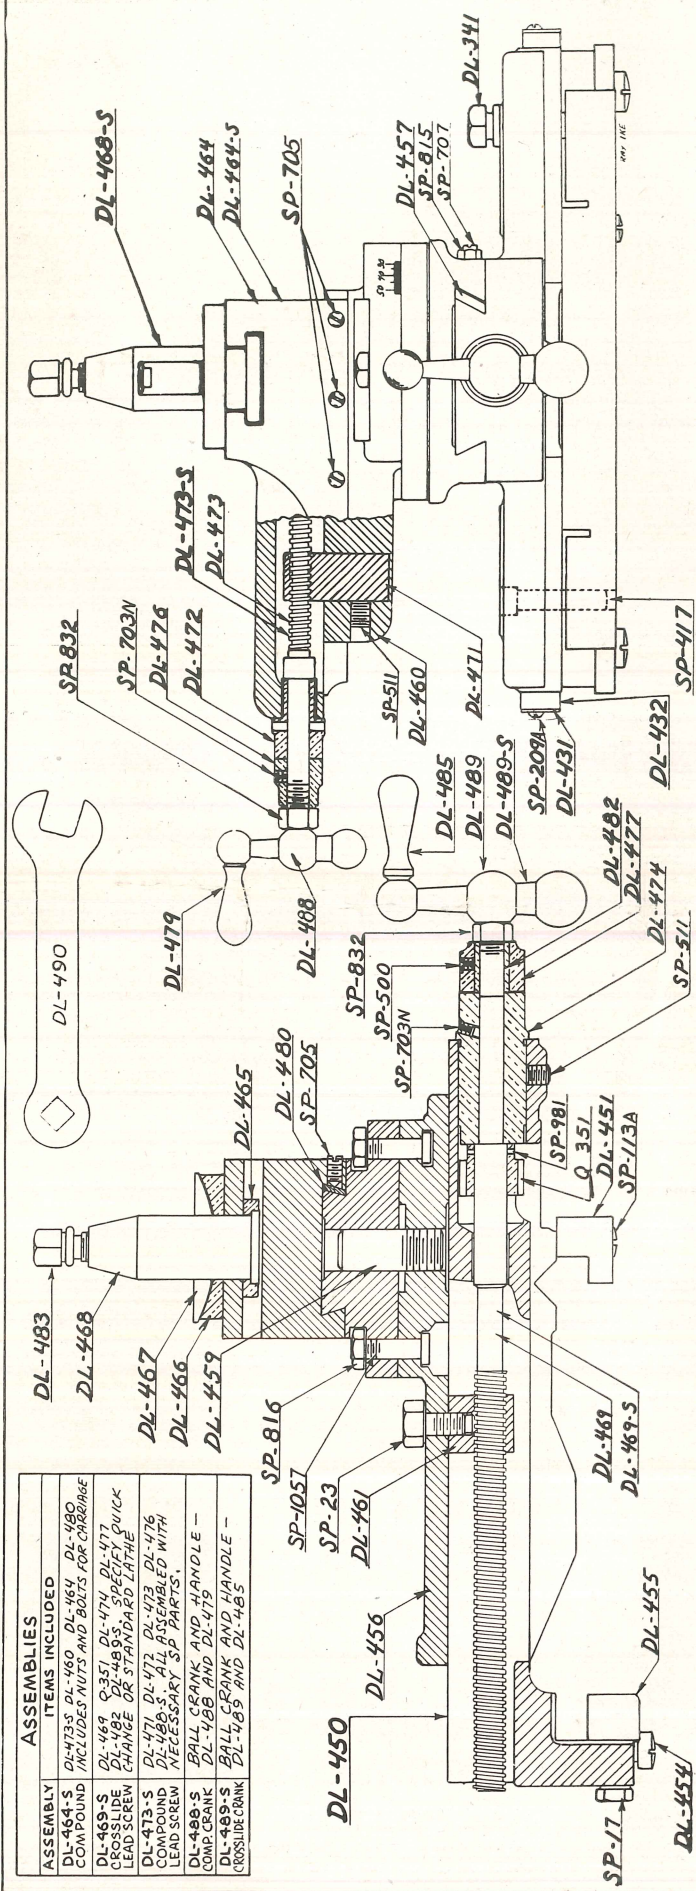 ASSEMBLIES
ASSEMBLY ITEMS INCLUDED
DL-464-S COMPOUND
DL-473-S DL-460 DL-464 DL-480
INCLUDES NUTS AND BOLTS FOR CARRIAGE
DL-469-S CROSSLIDE LEAD SCREW
DL-469 Q-351 DL-474 DL-477
DL-482 DL-489-S, SPECIFY QUICK
CHANGE OR STANDARD LATHE
DL-473-S COMPOUND LEAD SCREW
DL-471 DL-472 DL-473 DL-476
DL-488-S. ALL ASSEMBLED WITH
NECESSARY SP PARTS.
DL-488-S COMP. CRANK
BALL CRANK AND HANDLE –
DL-488 AND DL-479
DL-489-S CROSSLIDE CRANK
BALL CRANK AND HANDLE –
DL-489 AND DL-485
DL-483
DL-468
DL-467
DL-466
DL-459
SP-816
SP-1057
SP-23
DL-461
DL-456
DL-450
SP-17
DL-454
DL-455
DL-469
DL-469-S
DL-490
DL-465
DL-480
SP-705
SP-832
SP-500
SP-703N
SP-981
Q 351
DL-451
SP-113A
SP-511
DL-474
DL-477
DL-482
DL-489-S
DL-489
DL-485
DL-479
DL-488
SP-832
SP-703N
DL-476
DL-472
DL-473-S
DL-473
SP-511
DL-460
DL-471
SP-209A
DL-431
DL-432
SP-417
DL-468-S
DL-464
DL-464-S
SP-705
50 40 30
DL-457
SP-815
SP-707
DL-341
RAY IKE